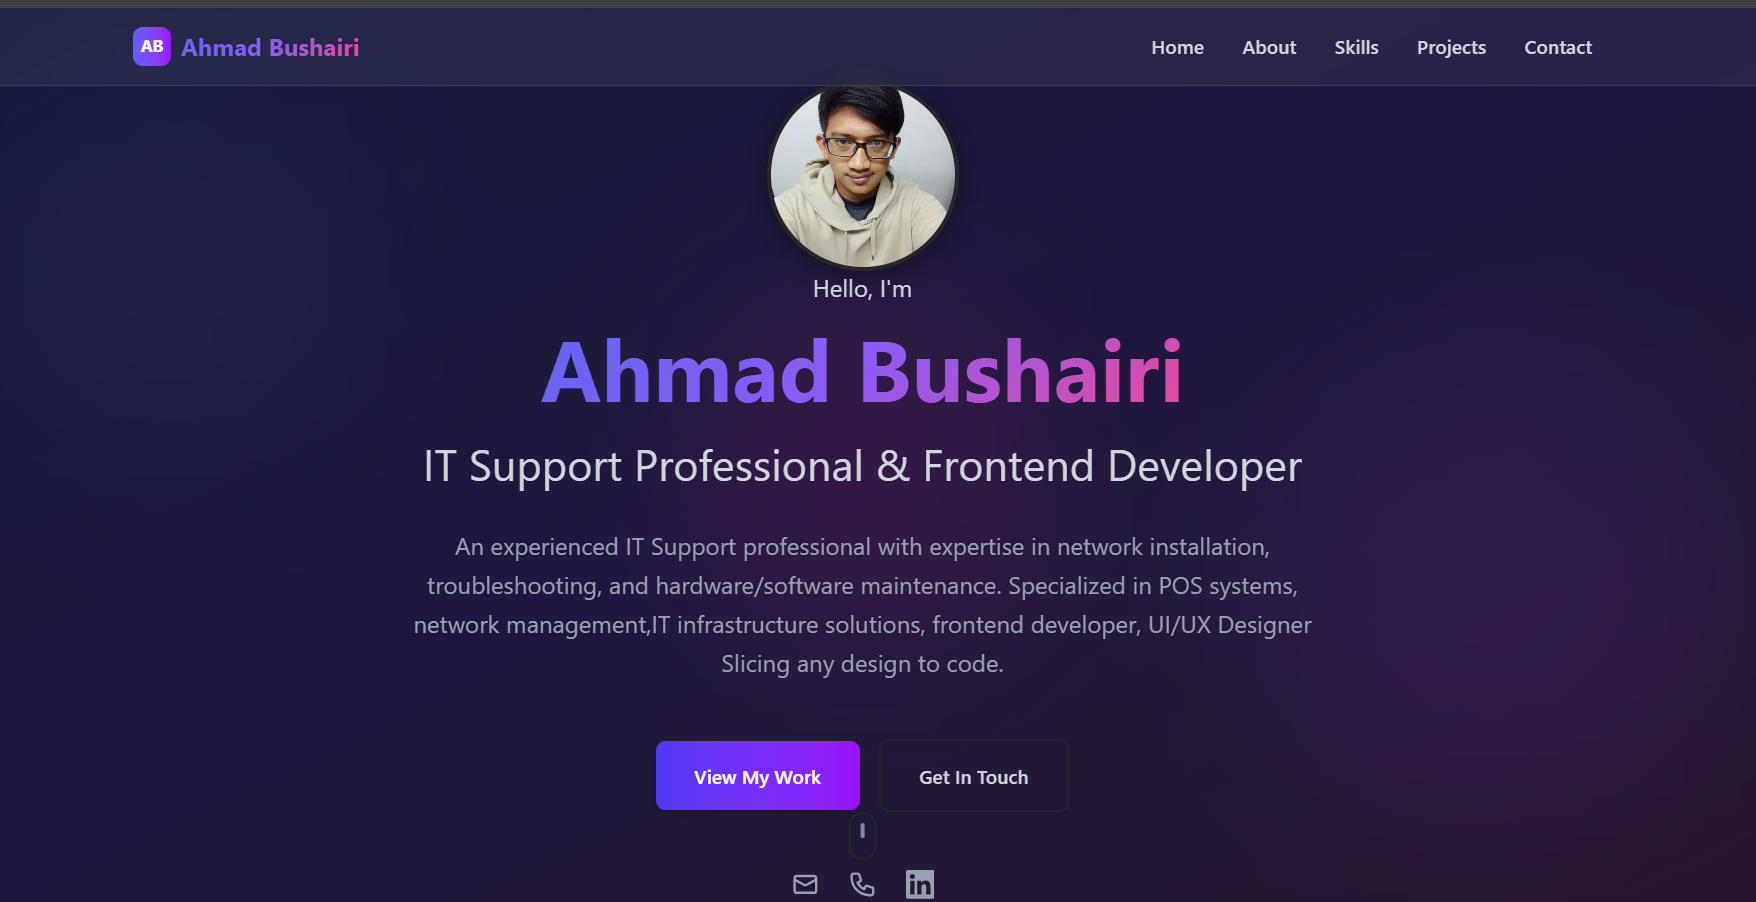 AB Ahmad Bushairi
Home About Skills Projects Contact
Hello, I'm
Ahmad Bushairi
IT Support Professional & Frontend Developer
An experienced IT Support professional with expertise in network installation,
troubleshooting, and hardware/software maintenance. Specialized in POS systems,
network management,IT infrastructure solutions, frontend developer, UI/UX Designer
Slicing any design to code.
View My Work Get In Touch
in